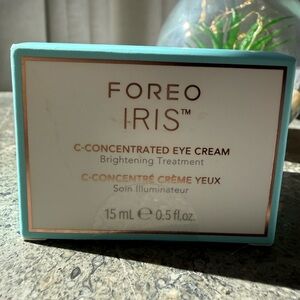 FOREO
IRIS™
C-CONCENTRATED EYE CREAM
Brightening Treatment
C-CONCENTRÉ CRÈME YEUX
Soin Illuminateur
15 mL ℮ 0.5 fl.oz.